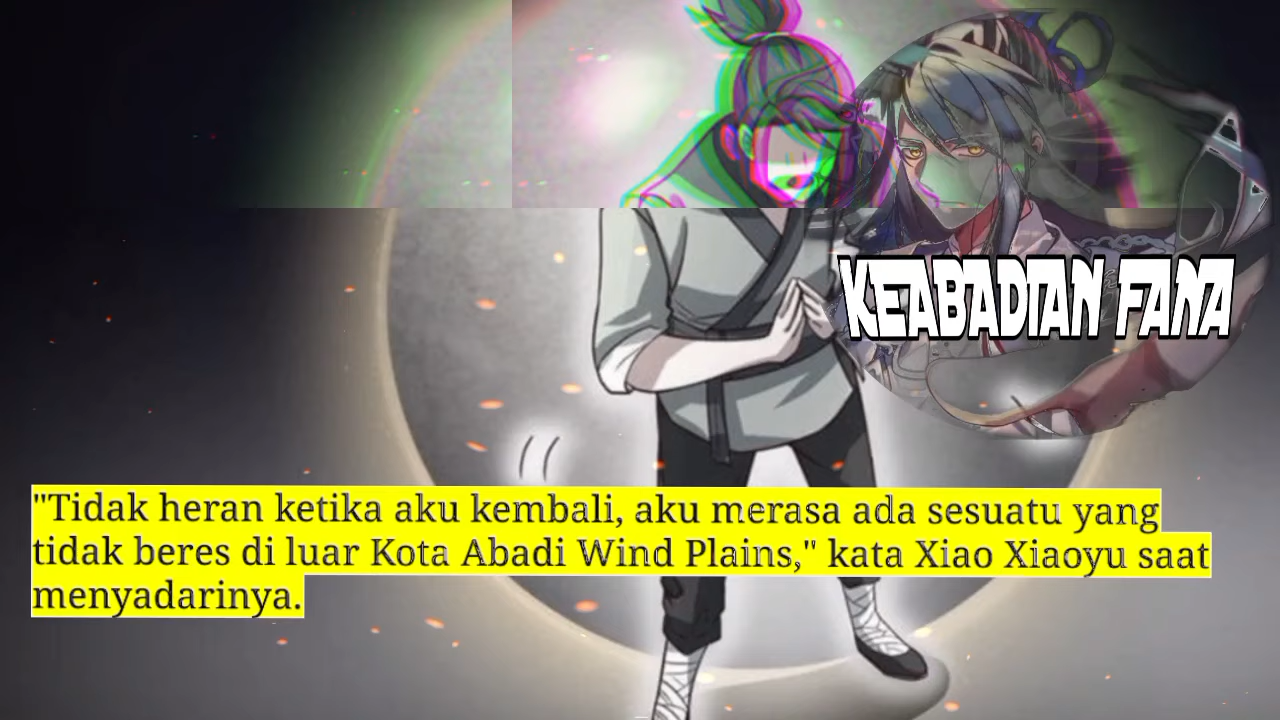 KEABADIAN FANA
"Tidak heran ketika aku kembali, aku merasa ada sesuatu yang
tidak beres di luar Kota Abadi Wind Plains," kata Xiao Xiaoyu saat
menyadarinya.